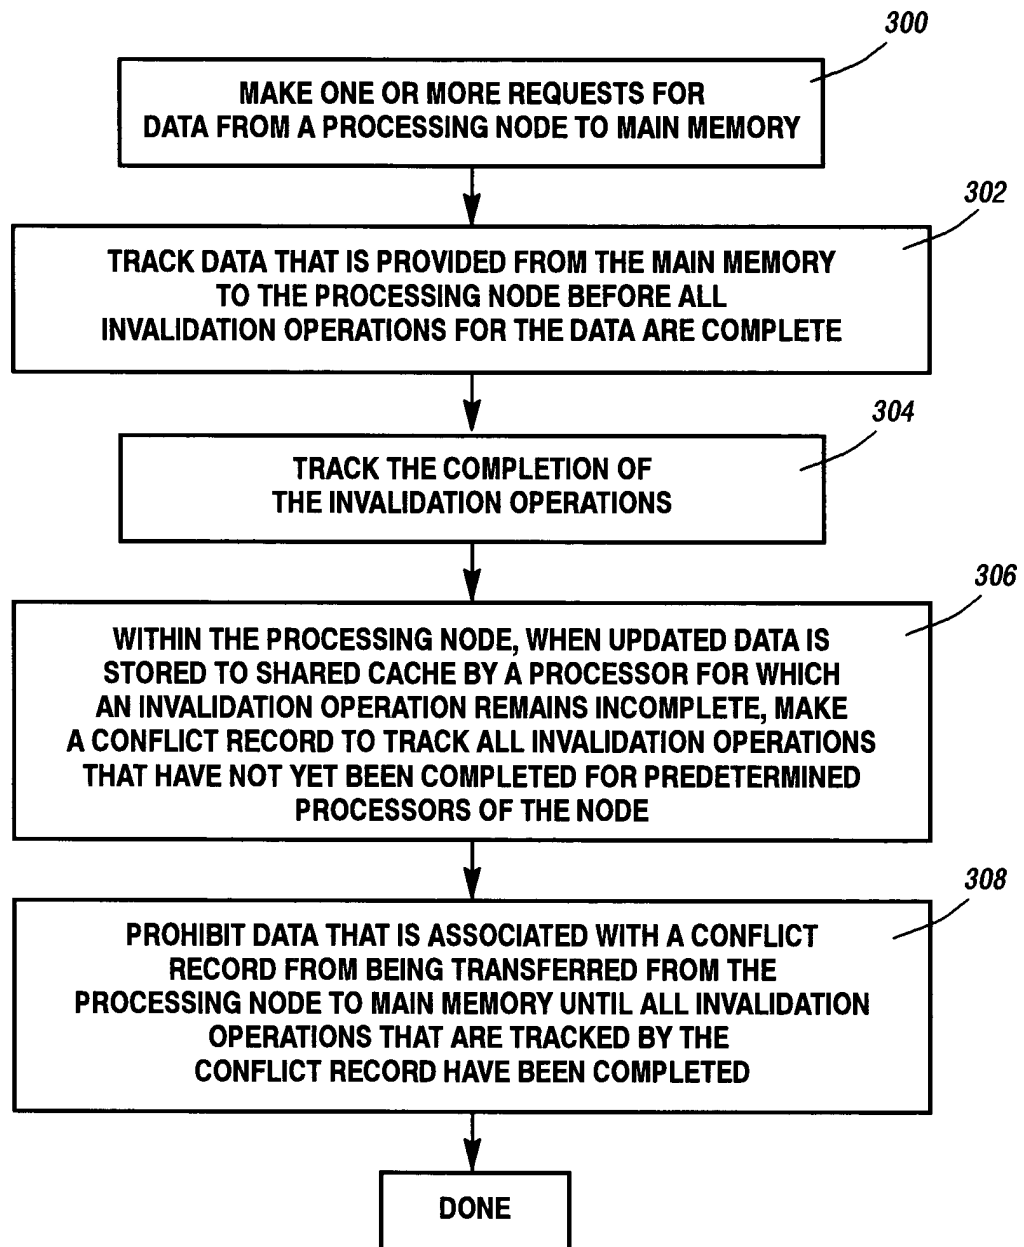 300
MAKE ONE OR MORE REQUESTS FOR
DATA FROM A PROCESSING NODE TO MAIN MEMORY
302
TRACK DATA THAT IS PROVIDED FROM THE MAIN MEMORY
TO THE PROCESSING NODE BEFORE ALL
INVALIDATION OPERATIONS FOR THE DATA ARE COMPLETE
304
TRACK THE COMPLETION OF
THE INVALIDATION OPERATIONS
306
WITHIN THE PROCESSING NODE, WHEN UPDATED DATA IS
STORED TO SHARED CACHE BY A PROCESSOR FOR WHICH
AN INVALIDATION OPERATION REMAINS INCOMPLETE, MAKE
A CONFLICT RECORD TO TRACK ALL INVALIDATION OPERATIONS
THAT HAVE NOT YET BEEN COMPLETED FOR PREDETERMINED
PROCESSORS OF THE NODE
308
PROHIBIT DATA THAT IS ASSOCIATED WITH A CONFLICT
RECORD FROM BEING TRANSFERRED FROM THE
PROCESSING NODE TO MAIN MEMORY UNTIL ALL INVALIDATION
OPERATIONS THAT ARE TRACKED BY THE
CONFLICT RECORD HAVE BEEN COMPLETED
DONE